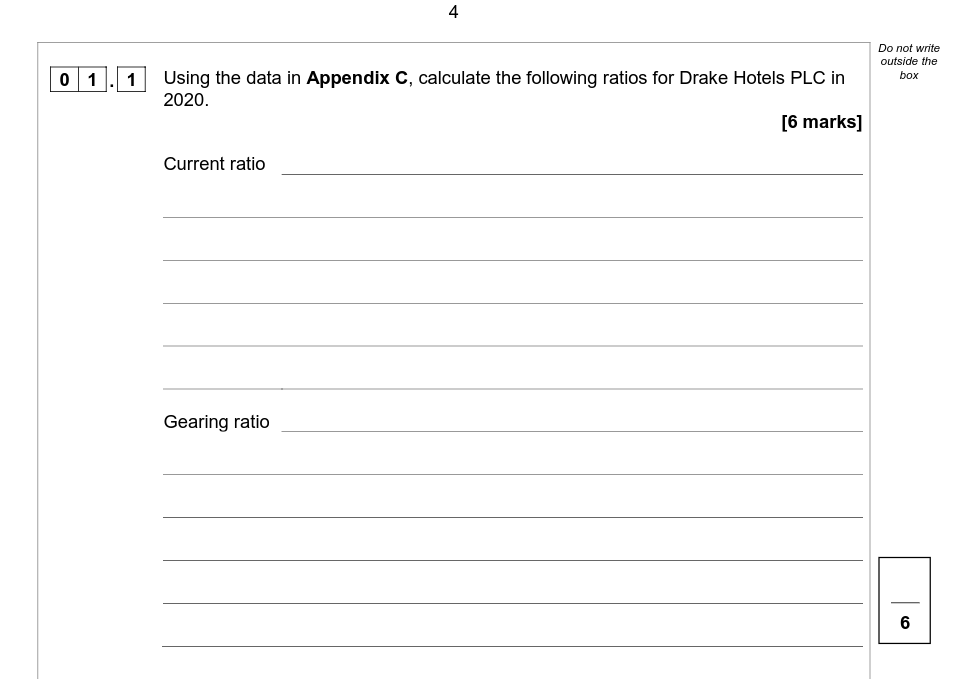 4
Do not write
outside the
box
0 1 . 1 Using the data in Appendix C, calculate the following ratios for Drake Hotels PLC in
2020.
[6 marks]
Current ratio
Gearing ratio
6